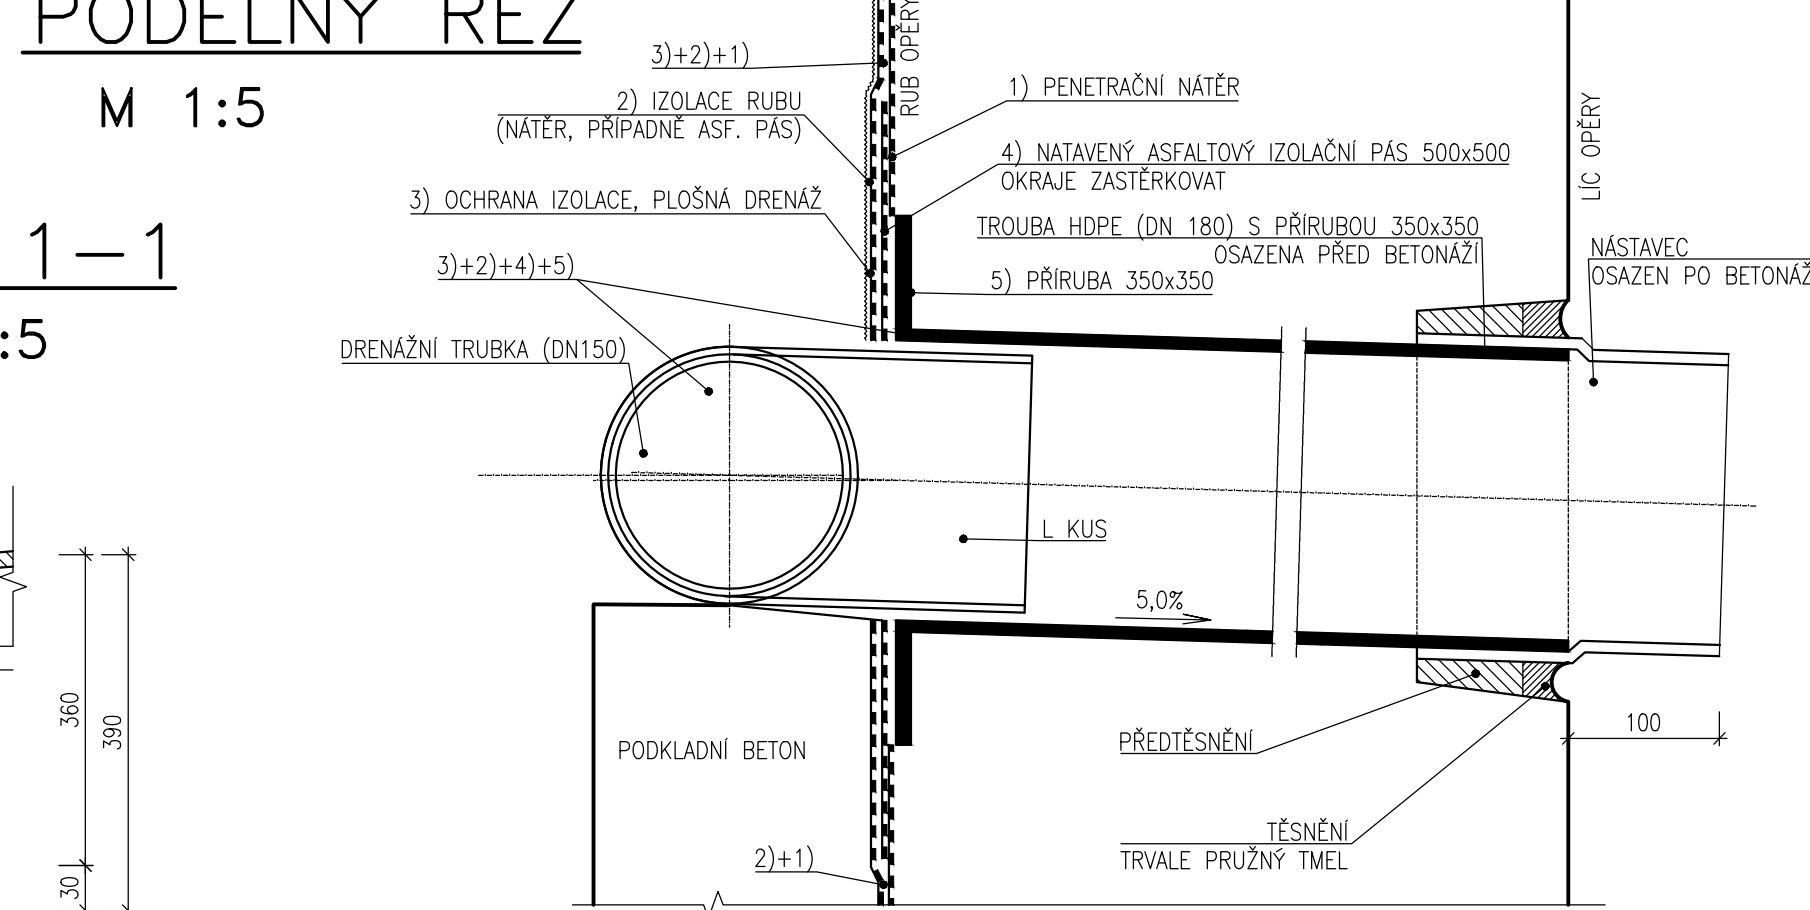 PODÉLNÝ ŘEZ
M 1:5
1-1
:5
3)+2)+1)
2) IZOLACE RUBU
(NÁTĚR, PŘÍPADNĚ ASF. PÁS)
3) OCHRANA IZOLACE, PLOŠNÁ DRENÁŽ
3)+2)+4)+5)
DRENÁŽNÍ TRUBKA (DN150)
RUB OPĚRY
1) PENETRAČNÍ NÁTĚR
4) NATAVENÝ ASFALTOVÝ IZOLAČNÍ PÁS 500x500
OKRAJE ZASTĚRKOVAT
TROUBA HDPE (DN 180) S PŘÍRUBOU 350x350
OSAZENA PŘED BETONÁŽÍ
5) PŘÍRUBA 350x350
LÍC OPĚRY
NÁSTAVEC
OSAZEN PO BETONÁŽ
L KUS
5,0%
360
390
30
PODKLADNÍ BETON
2)+1)
PŘEDTĚSNĚNÍ
100
TĚSNĚNÍ
TRVALE PRUŽNÝ TMEL